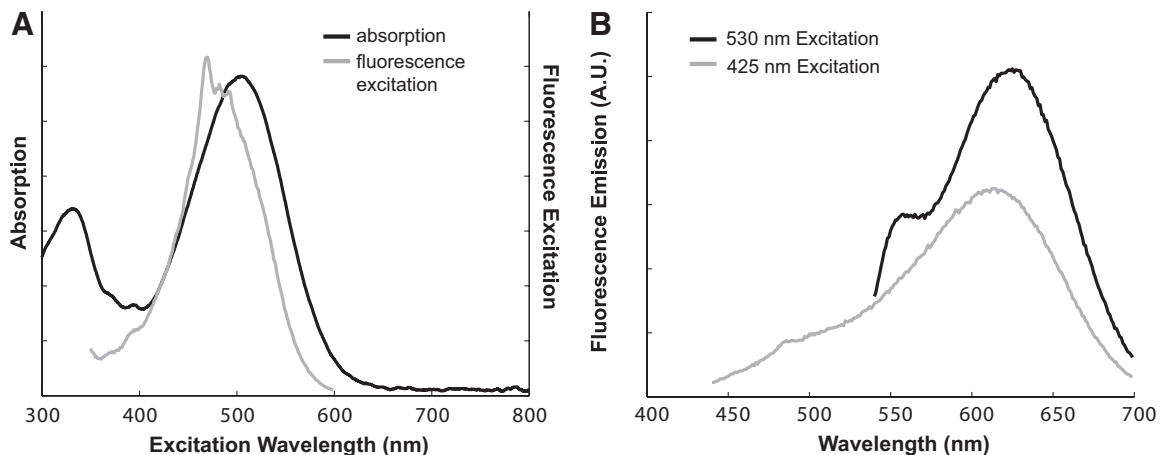 A
absorption
fluorescence
excitation
Absorption
Fluorescence Excitation
300 400 500 600 700 800
Excitation Wavelength (nm)
B
530 nm Excitation
425 nm Excitation
Fluorescence Emission (A.U.)
400 450 500 550 600 650 700
Wavelength (nm)